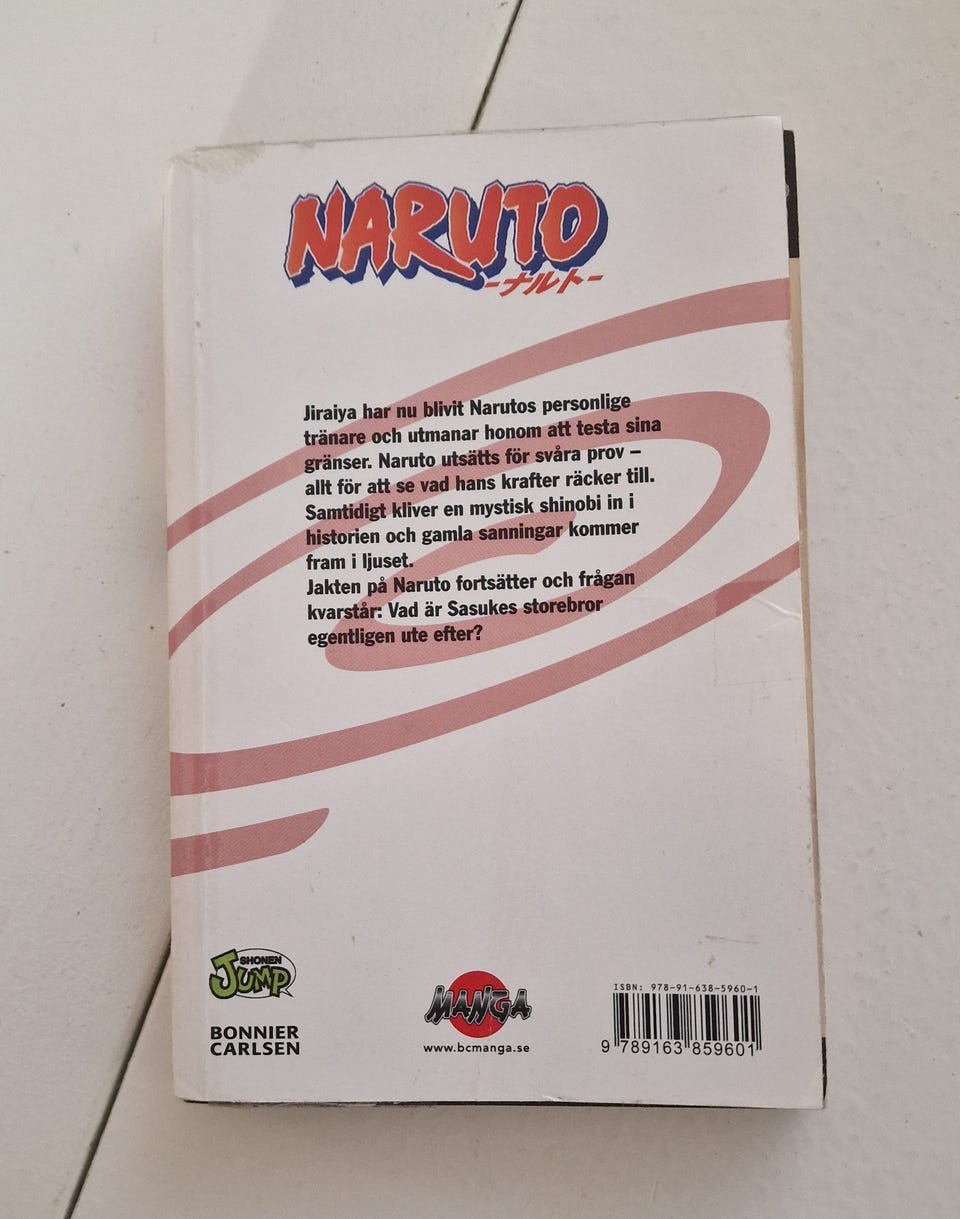 NARUTO
-ナルト-
Jiraiya har nu blivit Narutos personlige
tränare och utmanar honom att testa sina
gränser. Naruto utsätts för svåra prov –
allt för att se vad hans krafter räcker till.
Samtidigt kliver en mystisk shinobi in i
historien och gamla sanningar kommer
fram i ljuset.
Jakten på Naruto fortsätter och frågan
kvarstår: Vad är Sasukes storebror
egentligen ute efter?
SHONEN
JUMP
BONNIER
CARLSEN
MANGA
www.bcmanga.se
ISBN: 978-91-638-5960-1
9 789163 859601